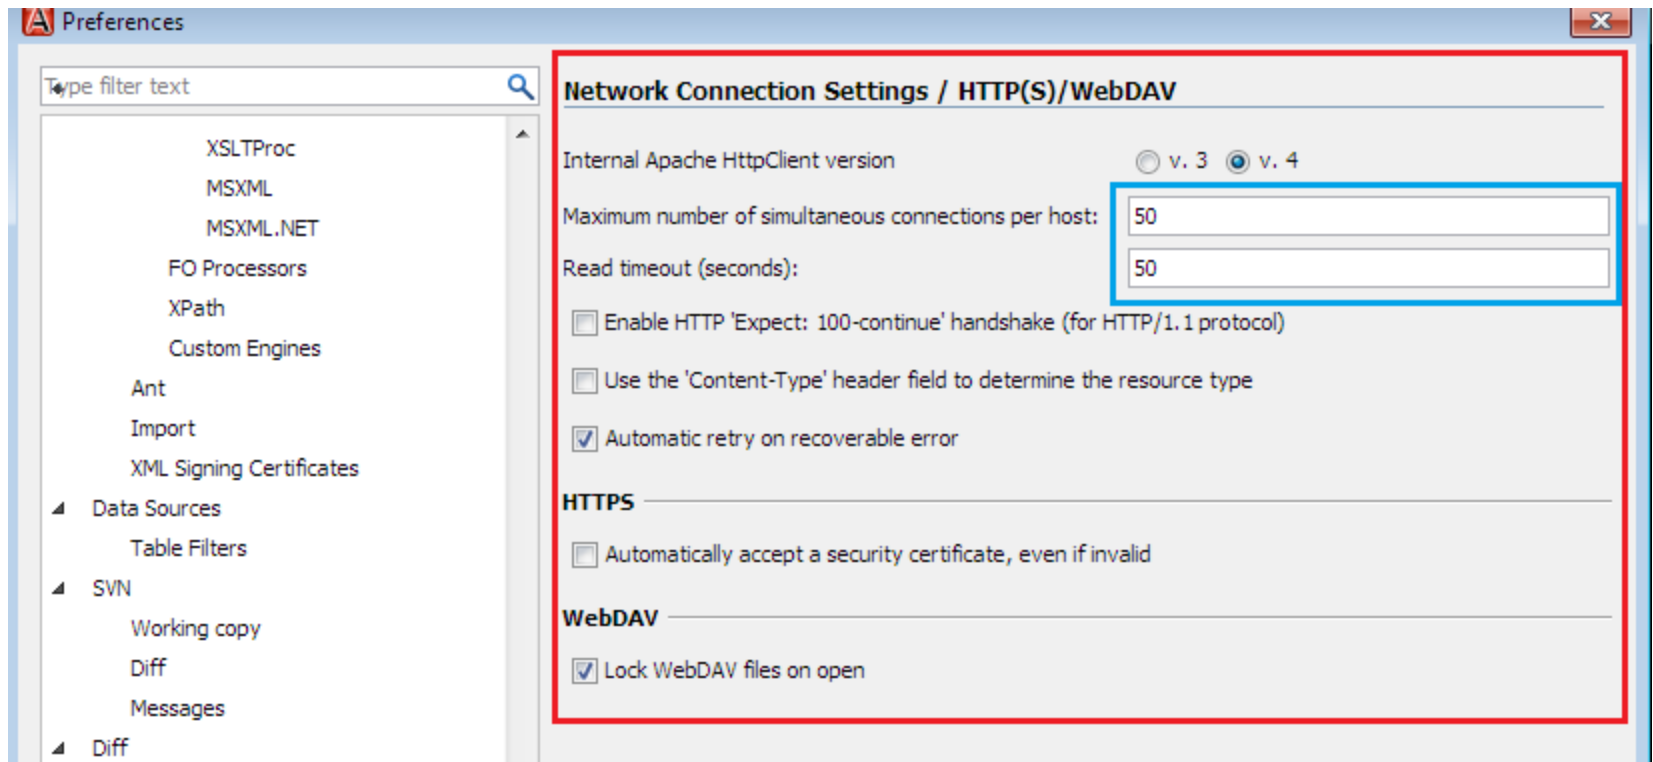 Preferences
Type filter text
XSLTProc
MSXML
MSXML.NET
FO Processors
XPath
Custom Engines
Ant
Import
XML Signing Certificates
Data Sources
Table Filters
SVN
Working copy
Diff
Messages
Diff
Network Connection Settings / HTTP(S)/WebDAV
Internal Apache HttpClient version v. 3 v. 4
Maximum number of simultaneous connections per host: 50
Read timeout (seconds): 50
Enable HTTP 'Expect: 100-continue' handshake (for HTTP/1.1 protocol)
Use the 'Content-Type' header field to determine the resource type
Automatic retry on recoverable error
HTTPS
Automatically accept a security certificate, even if invalid
WebDAV
Lock WebDAV files on open